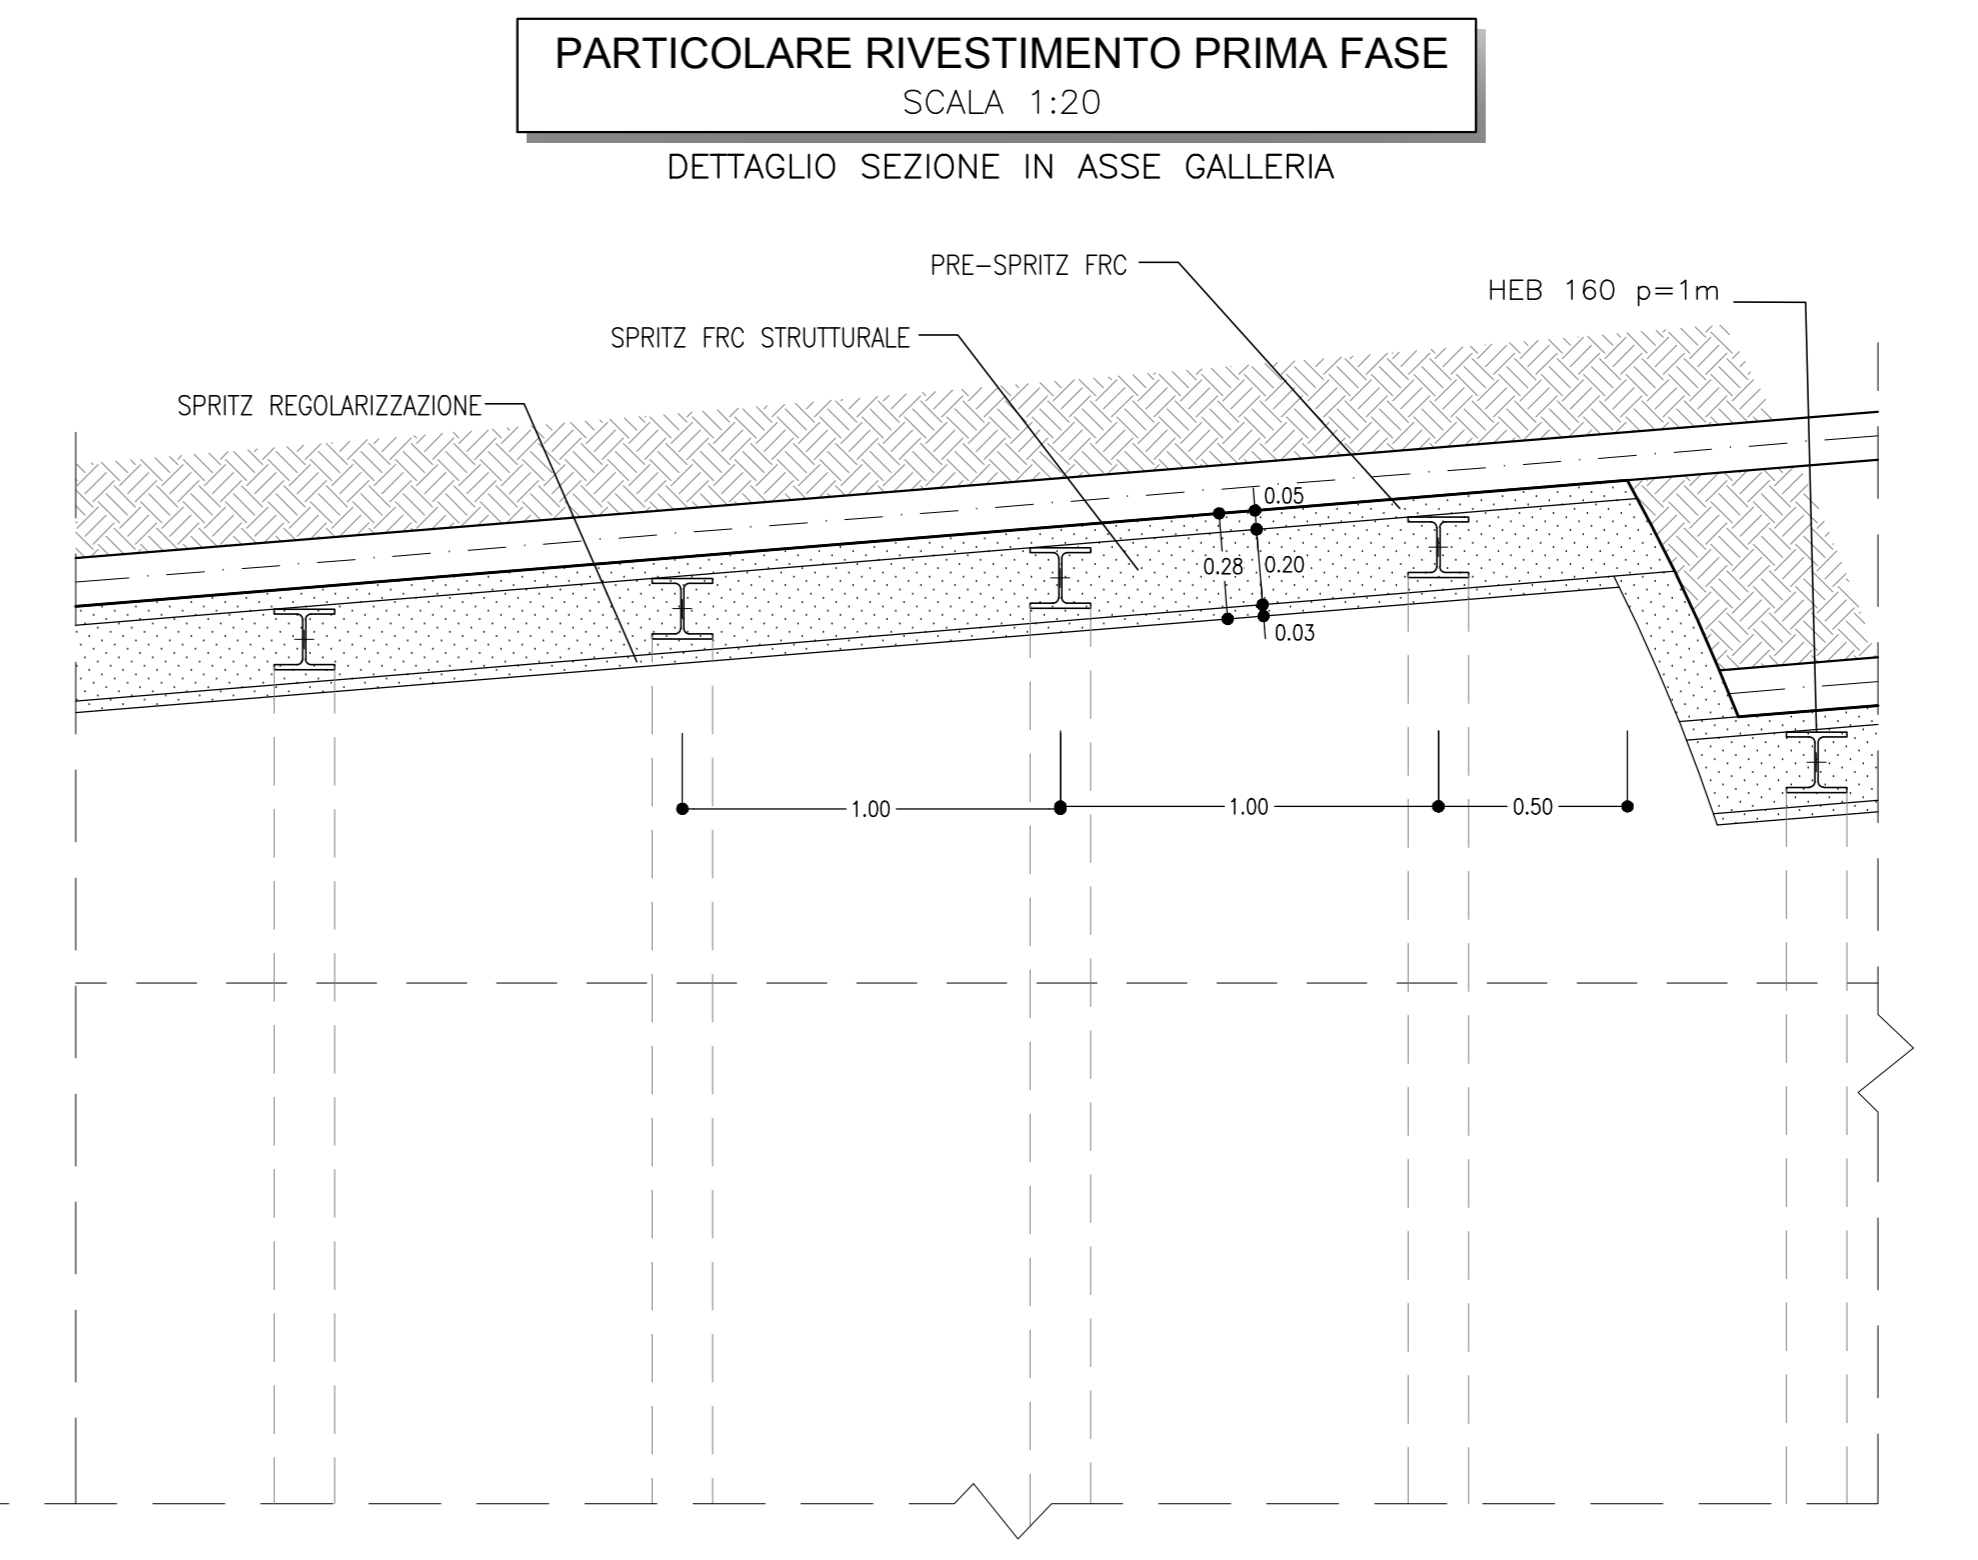 PARTICOLARE RIVESTIMENTO PRIMA FASE
SCALA 1:20
DETTAGLIO SEZIONE IN ASSE GALLERIA
PRE-SPRITZ FRC
HEB 160 p=1m
SPRITZ FRC STRUTTURALE
SPRITZ REGOLARIZZAZIONE
0.05
0.28
0.20
0.03
1.00
1.00
0.50